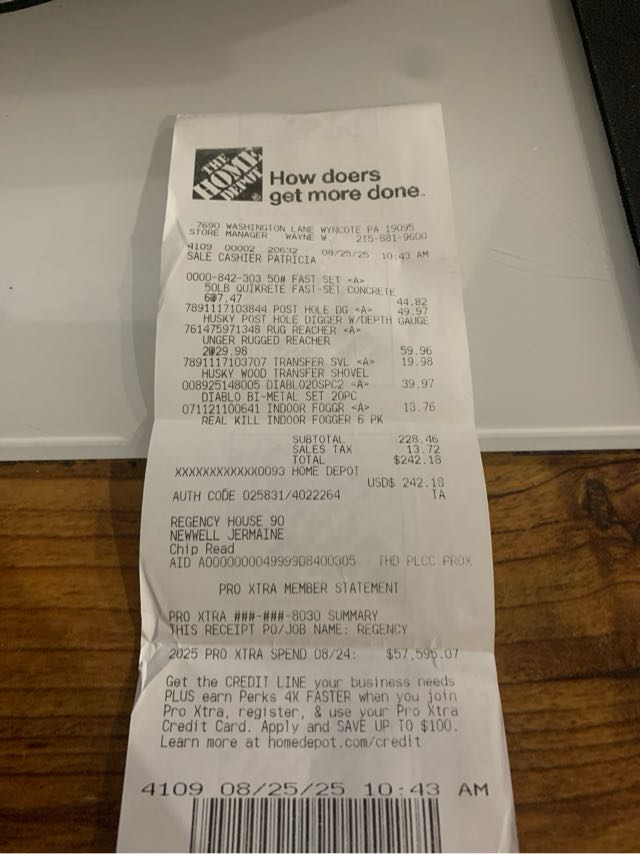 THE HOME DEPOT
How doers
get more done.
7690 WASHINGTON LANE WYNCOTE PA 19095
STORE MANAGER WAYNE W. 215-881-9600
4109 00002 20632 08/25/25 10:43 AM
SALE CASHIER PATRICIA
0000-842-303 50# FAST SET <A>
50LB QUIKRETE FAST-SET CONCRETE
6@7.47 44.82
7891117103844 POST HOLE DG <A> 49.97
HUSKY POST HOLE DIGGER W/DEPTH GAUGE
761475971348 RUG REACHER <A>
UNGER RUGGED REACHER
2@29.98 59.96
7891117103707 TRANSFER SVL <A> 19.98
HUSKY WOOD TRANSFER SHOVEL
008925148005 DIABLO20SPC2 <A> 39.97
DIABLO BI-METAL SET 20PC
071121100641 INDOOR FOGGR <A> 13.76
REAL KILL INDOOR FOGGER 6 PK
SUBTOTAL 228.46
SALES TAX 13.72
TOTAL $242.18
XXXXXXXXXXXX0093 HOME DEPOT
USD$ 242.18
AUTH CODE 025831/4022264 TA
REGENCY HOUSE 90
NEWWELL JERMAINE
Chip Read
AID A0000000049999D8400305 THD PLCC PROX
PRO XTRA MEMBER STATEMENT
PRO XTRA ###-###-8030 SUMMARY
THIS RECEIPT PO/JOB NAME: REGENCY
2025 PRO XTRA SPEND 08/24: $57,595.07
Get the CREDIT LINE your business needs
PLUS earn Perks 4X FASTER when you join
Pro Xtra, register, & use your Pro Xtra
Credit Card. Apply and SAVE UP TO $100.
Learn more at homedepot.com/credit
4109 08/25/25 10:43 AM